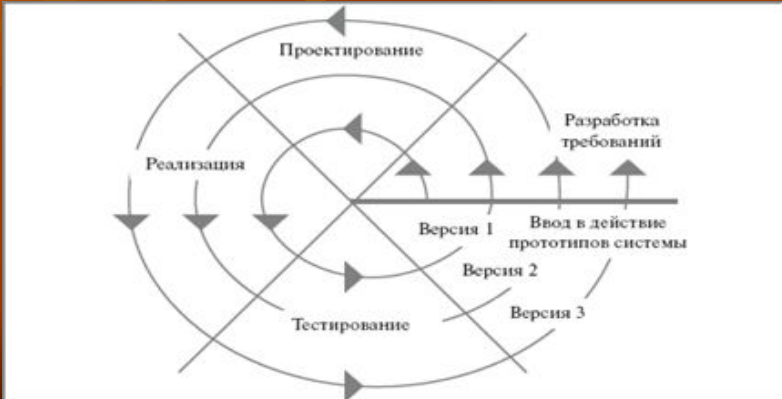 Проектирование
Разработка
требований
Реализация
Версия 1
Ввод в действие
прототипов системы
Версия 2
Версия 3
Тестирование